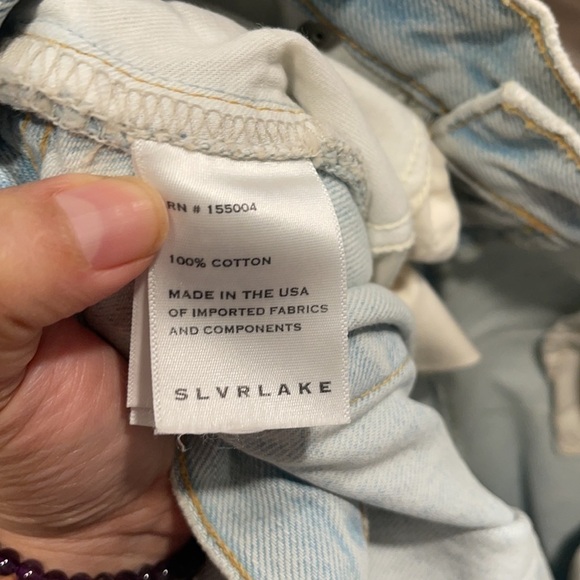 RN # 155004
100% COTTON
MADE IN THE USA
OF IMPORTED FABRICS
AND COMPONENTS
SLVRLAKE